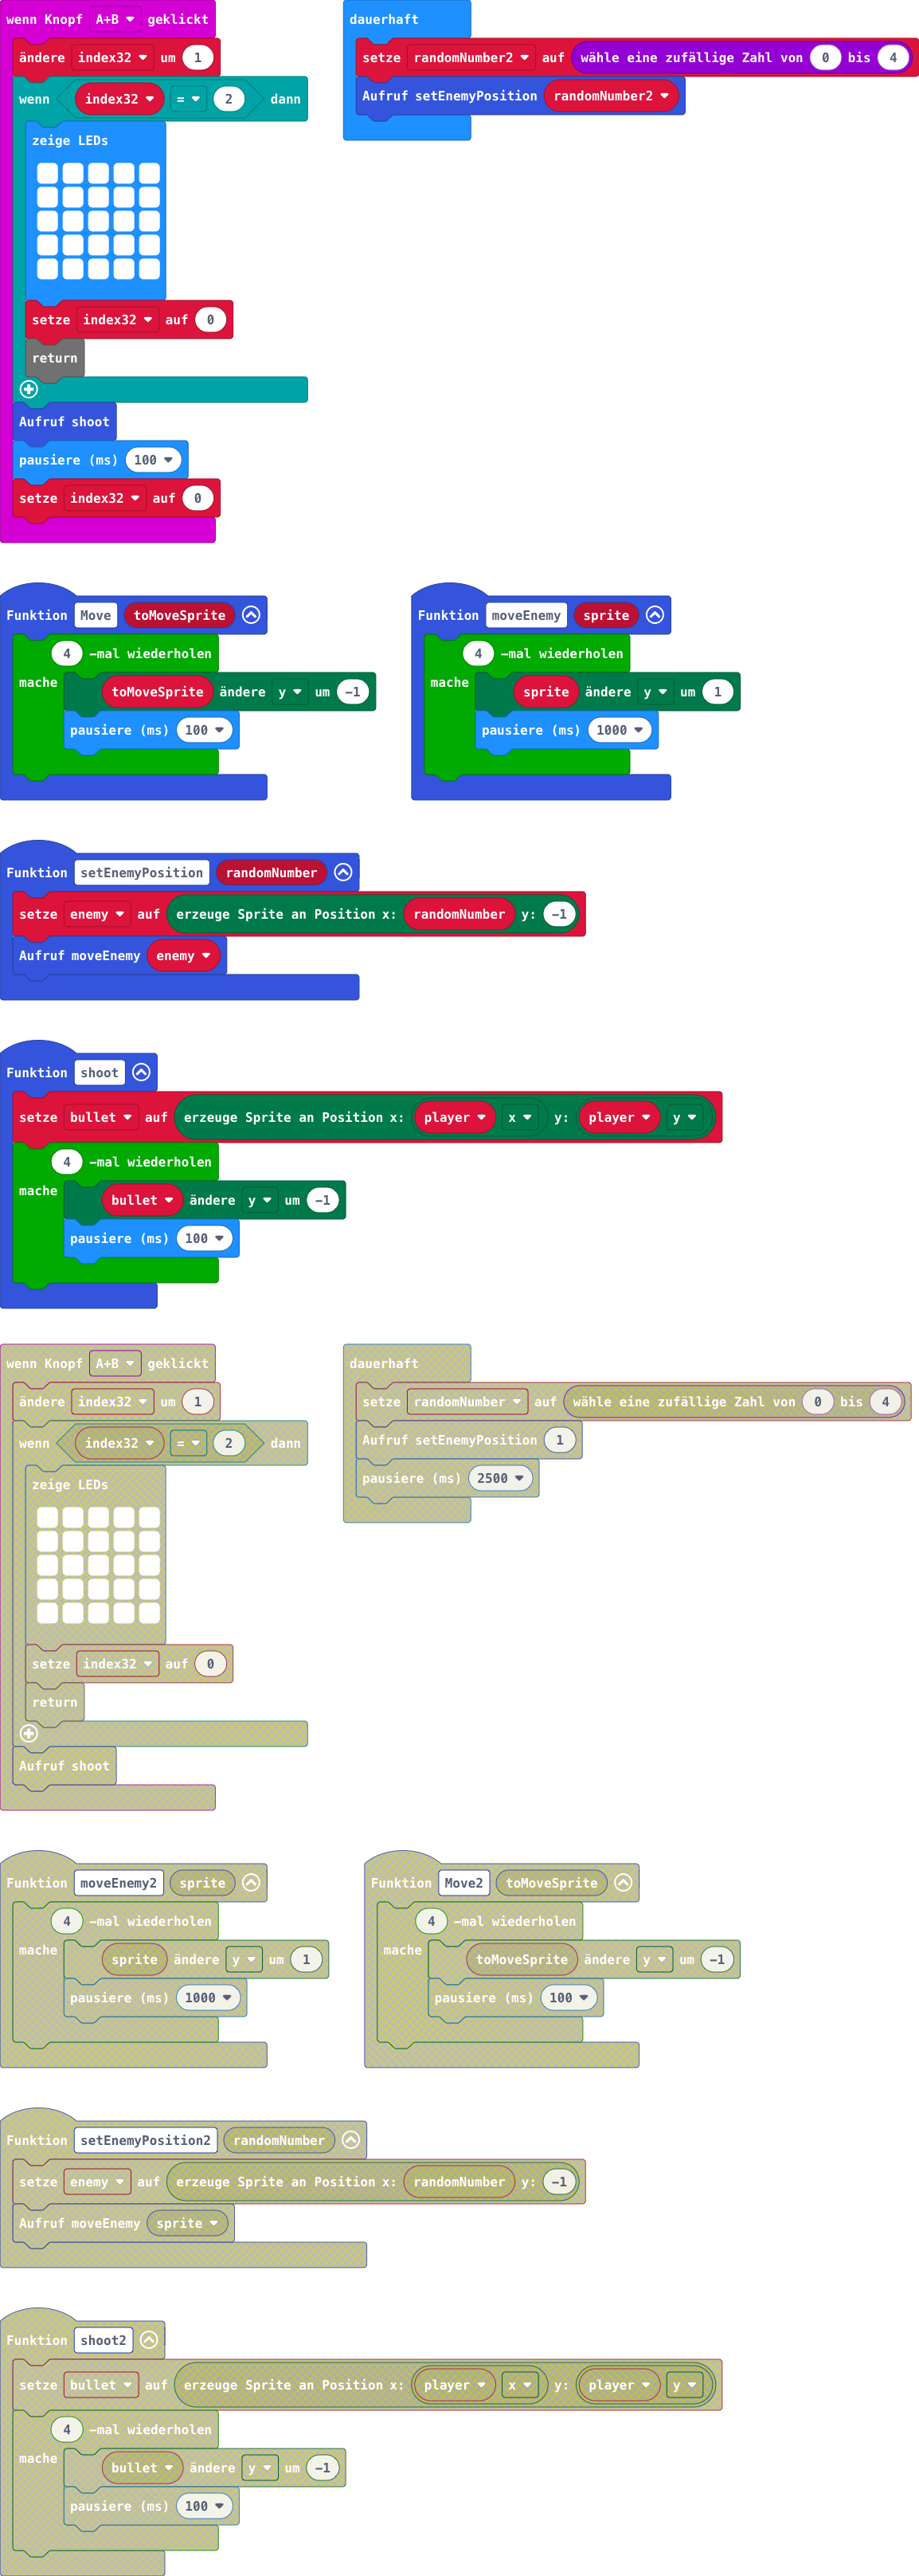 wenn Knopf A+B geklickt
ändere index32 um 1
wenn index32 = 2 dann
zeige LEDs
setze index32 auf 0
return
Aufruf shoot
pausiere (ms) 100
setze index32 auf 0
dauerhaft
setze randomNumber2 auf wähle eine zufällige Zahl von 0 bis 4
Aufruf setEnemyPosition randomNumber2
Funktion Move toMoveSprite
4 -mal wiederholen
mache
toMoveSprite ändere y um -1
pausiere (ms) 100
Funktion moveEnemy sprite
4 -mal wiederholen
mache
sprite ändere y um 1
pausiere (ms) 1000
Funktion setEnemyPosition randomNumber
setze enemy auf erzeuge Sprite an Position x: randomNumber y: -1
Aufruf moveEnemy enemy
Funktion shoot
setze bullet auf erzeuge Sprite an Position x: player x y: player y
4 -mal wiederholen
mache
bullet ändere y um -1
pausiere (ms) 100
wenn Knopf A+B geklickt
ändere index32 um 1
wenn index32 = 2 dann
zeige LEDs
setze index32 auf 0
return
Aufruf shoot
dauerhaft
setze randomNumber auf wähle eine zufällige Zahl von 0 bis 4
Aufruf setEnemyPosition 1
pausiere (ms) 2500
Funktion moveEnemy2 sprite
4 -mal wiederholen
mache
sprite ändere y um 1
pausiere (ms) 1000
Funktion Move2 toMoveSprite
4 -mal wiederholen
mache
toMoveSprite ändere y um -1
pausiere (ms) 100
Funktion setEnemyPosition2 randomNumber
setze enemy auf erzeuge Sprite an Position x: randomNumber y: -1
Aufruf moveEnemy sprite
Funktion shoot2
setze bullet auf erzeuge Sprite an Position x: player x y: player y
4 -mal wiederholen
mache
bullet ändere y um -1
pausiere (ms) 100